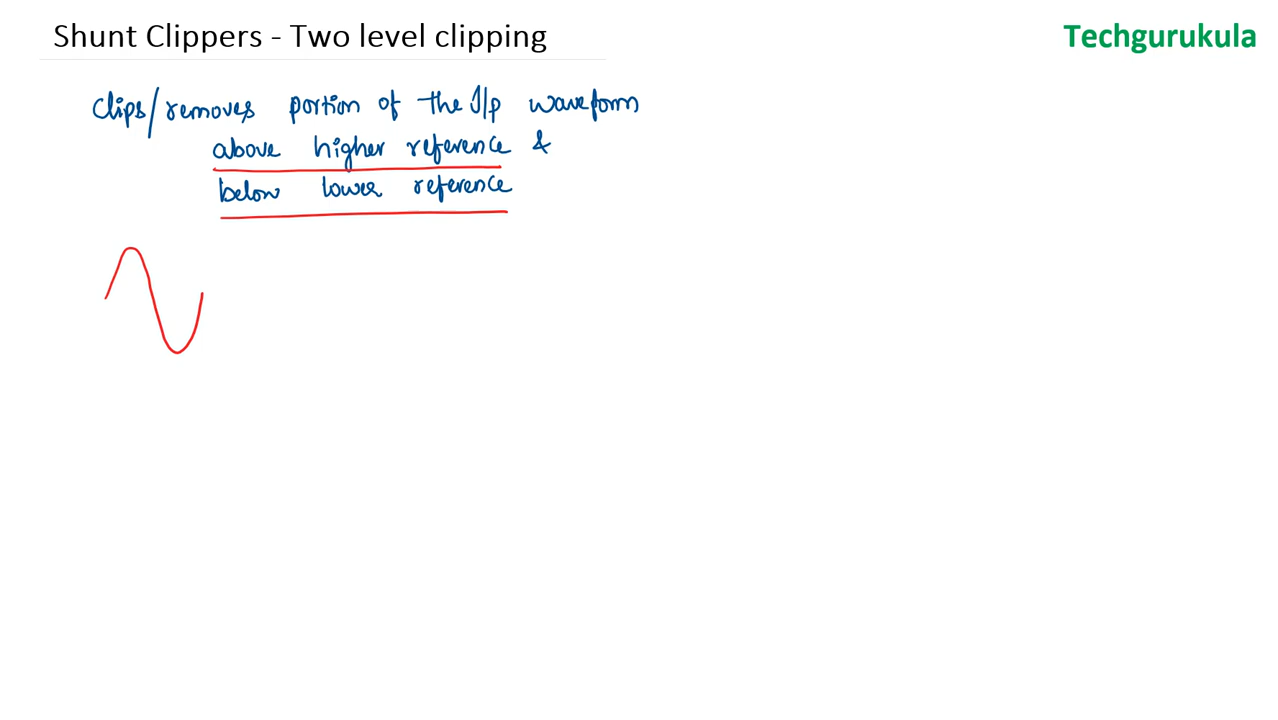 Shunt Clippers - Two level clipping
Techgurukula
clips/removes portion of the I/p waveform
above higher reference &
below lower reference